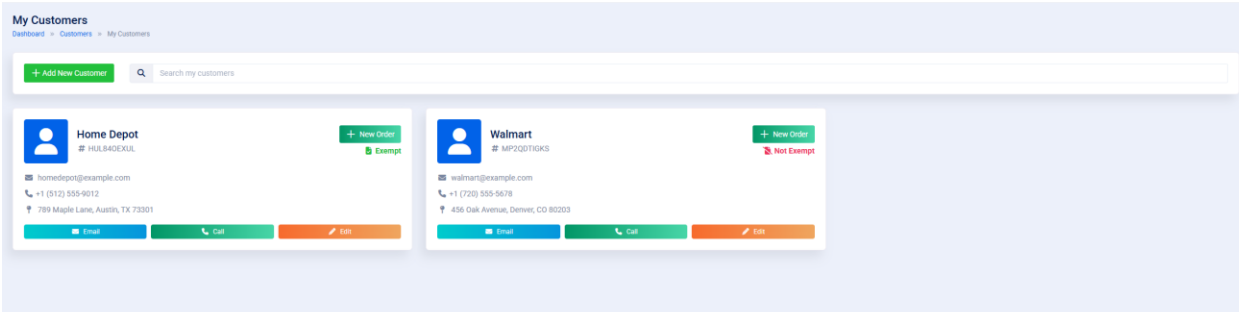 My Customers
Dashboard » Customers » My Customers
+ Add New Customer
Search my customers
Home Depot
# HUL84OEXUL
+ New Order
Exempt
homedepot@example.com
+1 (512) 555-9012
789 Maple Lane, Austin, TX 73301
Email
Call
Edit
Walmart
# MP2QDTIGKS
+ New Order
Not Exempt
walmart@example.com
+1 (720) 555-5678
456 Oak Avenue, Denver, CO 80203
Email
Call
Edit